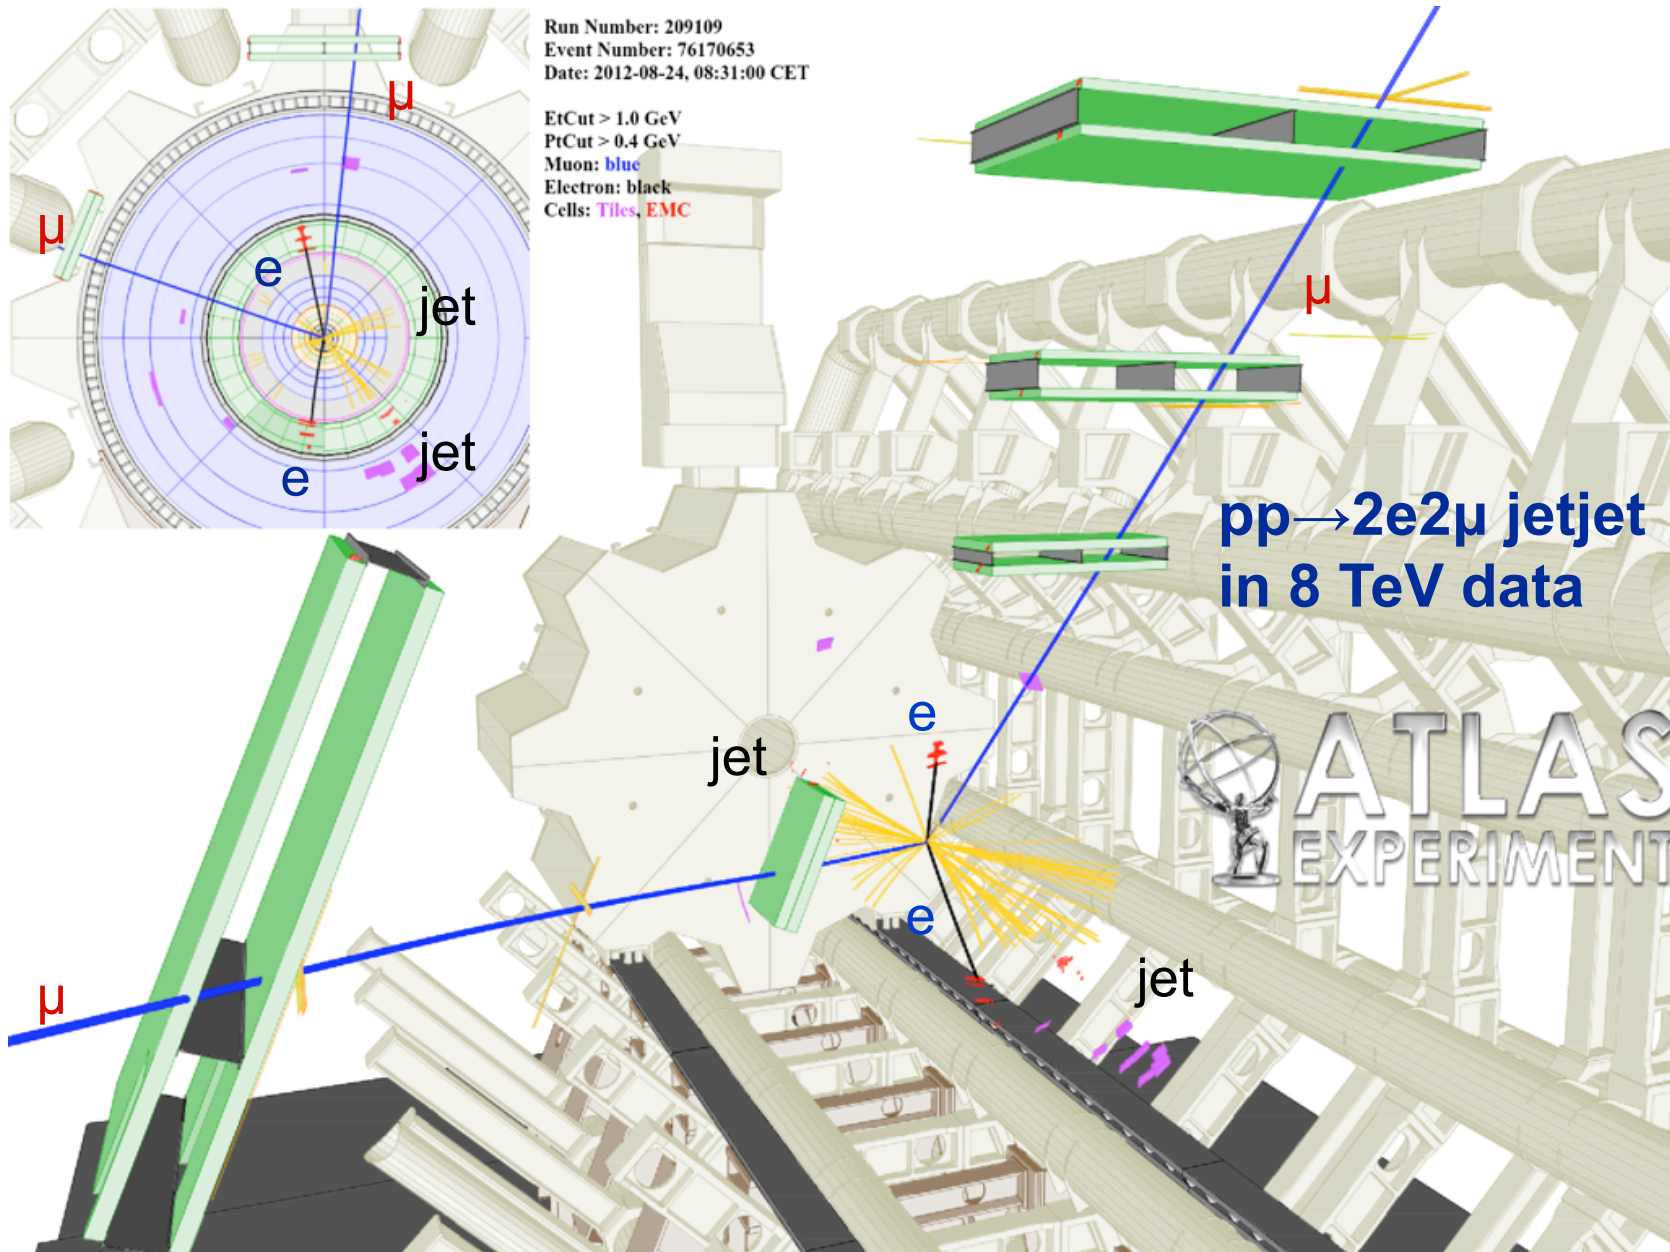 Run Number: 209109
Event Number: 76170653
Date: 2012-08-24, 08:31:00 CET
EtCut > 1.0 GeV
PtCut > 0.4 GeV
Muon: blue
Electron: black
Cells: Tiles, EMC
μ
μ
e
jet
jet
e
μ
pp→2e2μ jetjet
in 8 TeV data
e
jet
ATLAS
EXPERIMENT
e
jet
μ